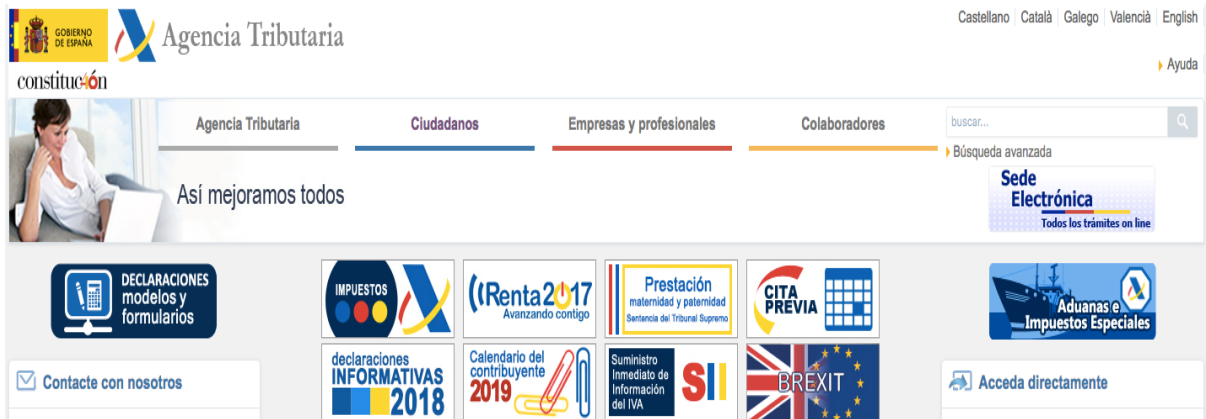 Castellano Català Galego Valencià English
GOBIERNO
DE ESPAÑA
Agencia Tributaria
Ayuda
constituc40ón
Agencia Tributaria
Ciudadanos
Empresas y profesionales
Colaboradores
buscar...
Búsqueda avanzada
Así mejoramos todos
Sede
Electrónica
Todos los trámites on line
DECLARACIONES
modelos y
formularios
IMPUESTOS
Renta2017
Avanzando contigo
Prestación
maternidad y paternidad
Sentencia del Tribunal Supremo
CITA
PREVIA
Aduanas e
Impuestos Especiales
declaraciones
INFORMATIVAS
2018
Calendario del
contribuyente
2019
Suministro
Inmediato de
Información
del IVA
SII
BREXIT
Contacte con nosotros
Acceda directamente